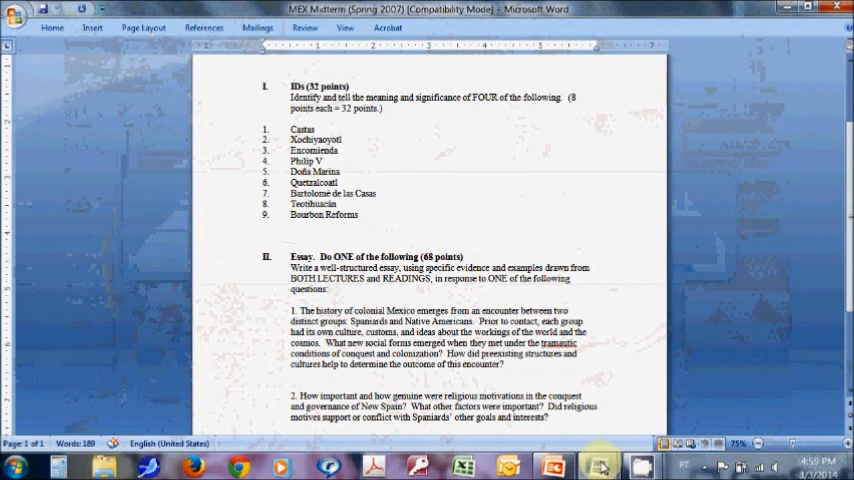 MEX Midterm (Spring 2007) [Compatibility Mode] - Microsoft Word
Home Insert Page Layout References Mailings Review View Acrobat
I. IDs (32 points)
Identify and tell the meaning and significance of FOUR of the following. (8
points each = 32 points.)
1. Castas
2. Xochiyaoyotl
3. Encomienda
4. Philip V
5. Doña Marina
6. Quetzalcoatl
7. Bartolomé de las Casas
8. Teotihuacán
9. Bourbon Reforms
II. Essay. Do ONE of the following (68 points)
Write a well-structured essay, using specific evidence and examples drawn from
BOTH LECTURES and READINGS, in response to ONE of the following
questions:
1. The history of colonial Mexico emerges from an encounter between two
distinct groups: Spaniards and Native Americans. Prior to contact, each group
had its own culture, customs, and ideas about the workings of the world and the
cosmos. What new social forms emerged when they met under the tramautic
conditions of conquest and colonization? How did preexisting structures and
cultures help to determine the outcome of this encounter?
2. How important and how genuine were religious motivations in the conquest
and governance of New Spain? What other factors were important? Did religious
motives support or conflict with Spaniards' other goals and interests?
Page: 1 of 1 Words: 189 English (United States) 75%
PT 4:59 PM
3/3/2014